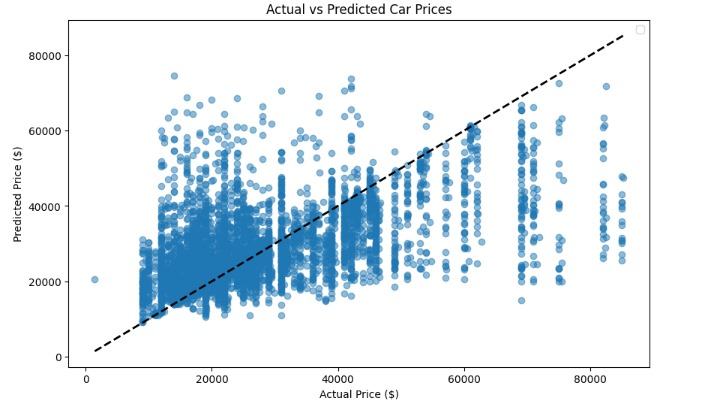 Actual vs Predicted Car Prices
80000
60000
40000
20000
0
Predicted Price ($)
0 20000 40000 60000 80000
Actual Price ($)